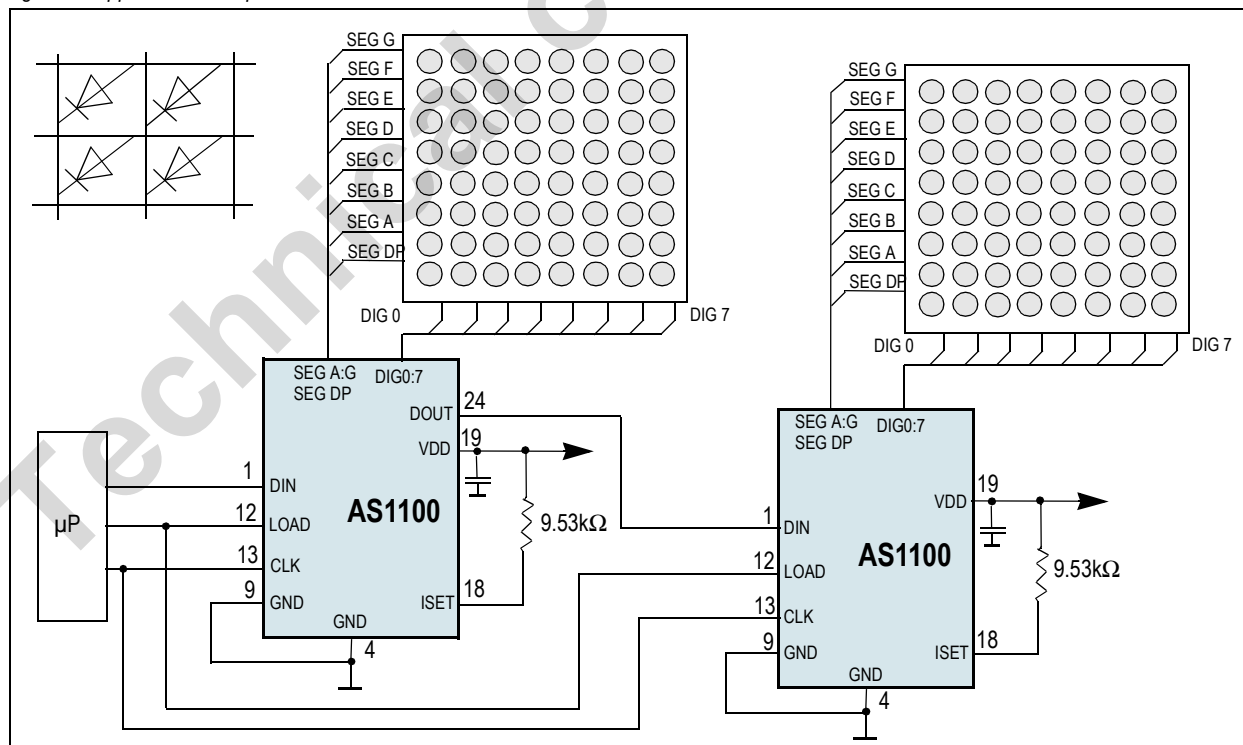 SEG G
SEG F
SEG E
SEG D
SEG C
SEG B
SEG A
SEG DP
DIG 0
DIG 7
SEG G
SEG F
SEG E
SEG D
SEG C
SEG B
SEG A
SEG DP
DIG 0
DIG 7
µP
SEG A:G
SEG DP
DIG0:7
DOUT
24
VDD
19
1
DIN
12
LOAD
13
CLK
9
GND
AS1100
ISET
18
GND
4
9.53kΩ
SEG A:G
SEG DP
DIG0:7
VDD
19
1
DIN
12
LOAD
13
CLK
9
GND
AS1100
ISET
18
GND
4
9.53kΩ
Technical